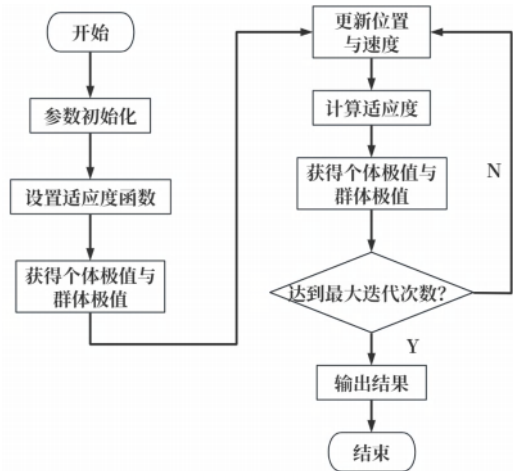 开始
参数初始化
设置适应度函数
获得个体极值与
群体极值
更新位置
与速度
计算适应度
获得个体极值与
群体极值
达到最大迭代次数?
N
Y
输出结果
结束